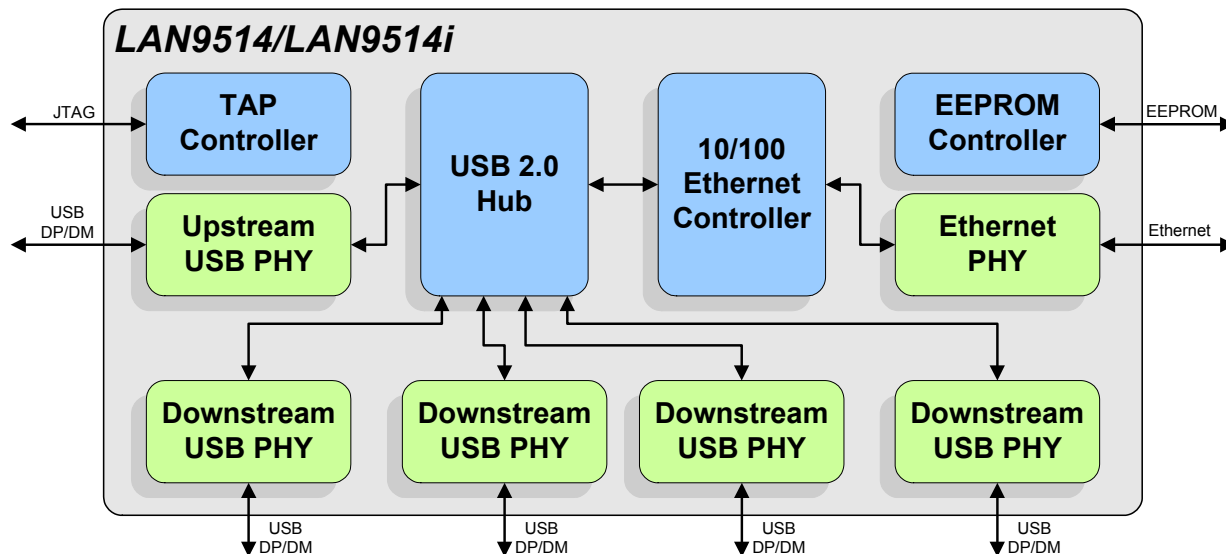 LAN9514/LAN9514i
JTAG
TAP
Controller
USB 2.0
Hub
10/100
Ethernet
Controller
EEPROM
Controller
EEPROM
USB
DP/DM
Upstream
USB PHY
Ethernet
PHY
Ethernet
Downstream
USB PHY
Downstream
USB PHY
Downstream
USB PHY
Downstream
USB PHY
USB
DP/DM
USB
DP/DM
USB
DP/DM
USB
DP/DM